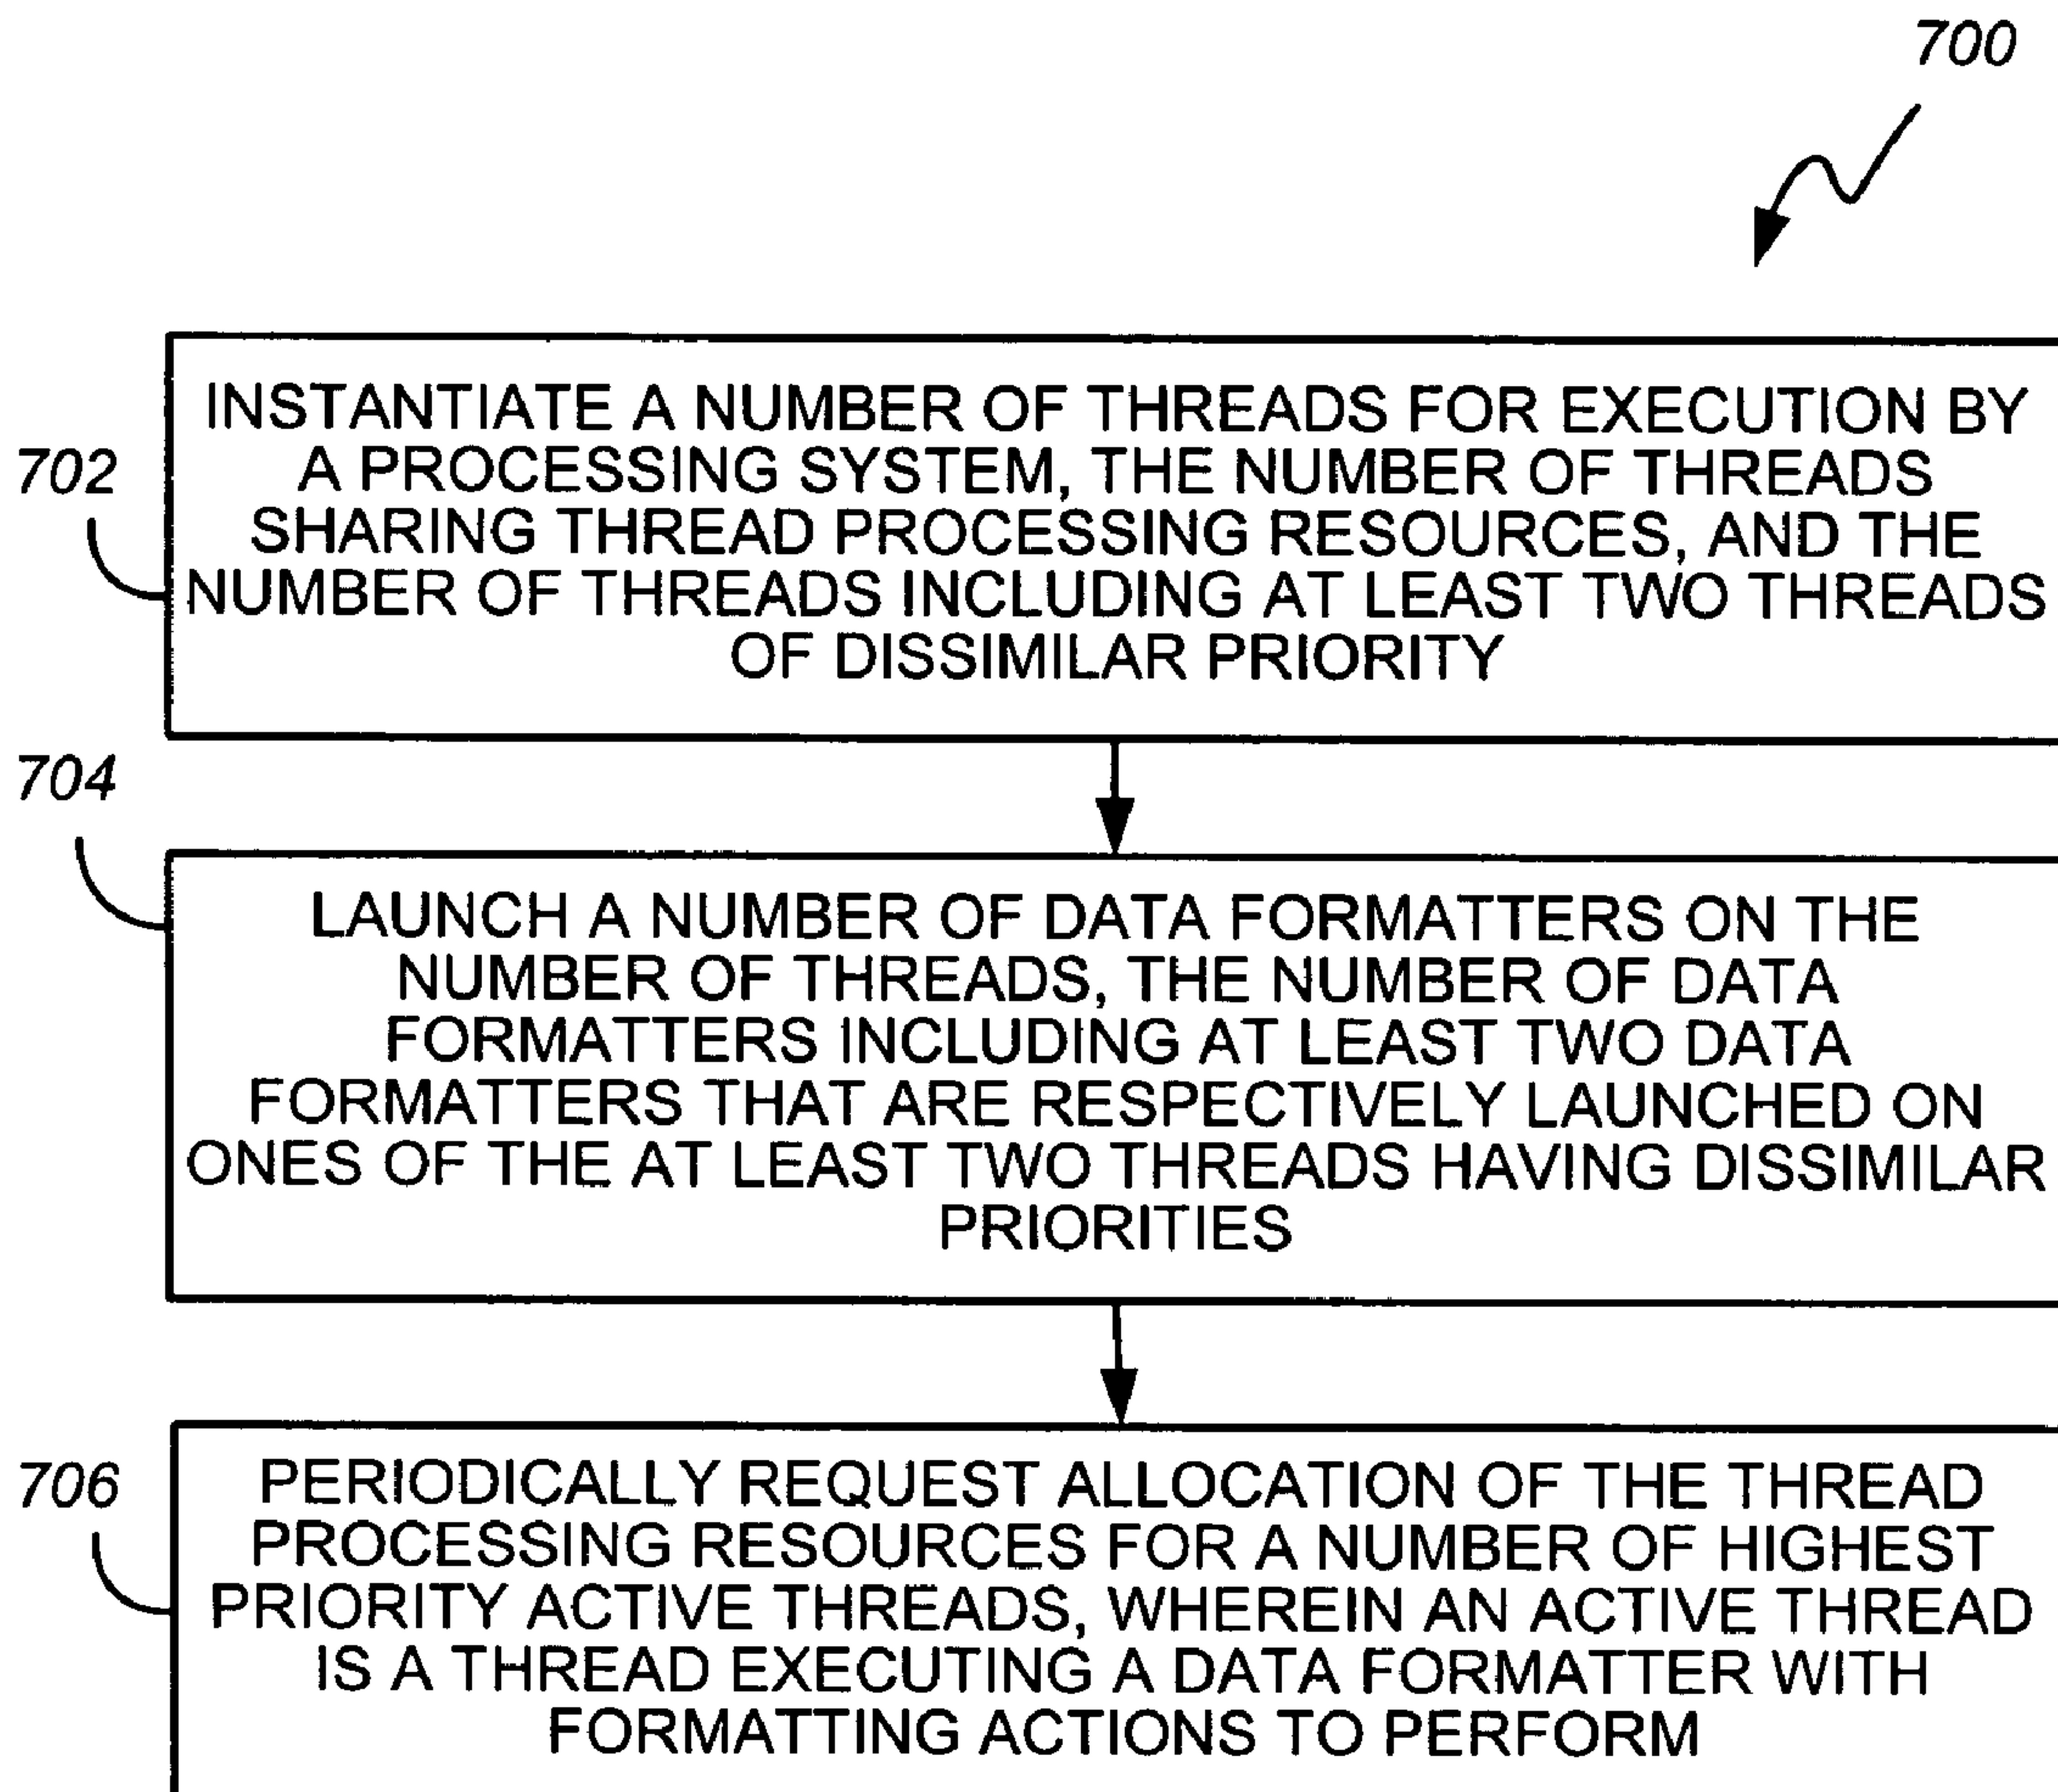 700
702
INSTANTIATE A NUMBER OF THREADS FOR EXECUTION BY
A PROCESSING SYSTEM, THE NUMBER OF THREADS
SHARING THREAD PROCESSING RESOURCES, AND THE
NUMBER OF THREADS INCLUDING AT LEAST TWO THREADS
OF DISSIMILAR PRIORITY
704
LAUNCH A NUMBER OF DATA FORMATTERS ON THE
NUMBER OF THREADS, THE NUMBER OF DATA
FORMATTERS INCLUDING AT LEAST TWO DATA
FORMATTERS THAT ARE RESPECTIVELY LAUNCHED ON
ONES OF THE AT LEAST TWO THREADS HAVING DISSIMILAR
PRIORITIES
706
PERIODICALLY REQUEST ALLOCATION OF THE THREAD
PROCESSING RESOURCES FOR A NUMBER OF HIGHEST
PRIORITY ACTIVE THREADS, WHEREIN AN ACTIVE THREAD
IS A THREAD EXECUTING A DATA FORMATTER WITH
FORMATTING ACTIONS TO PERFORM